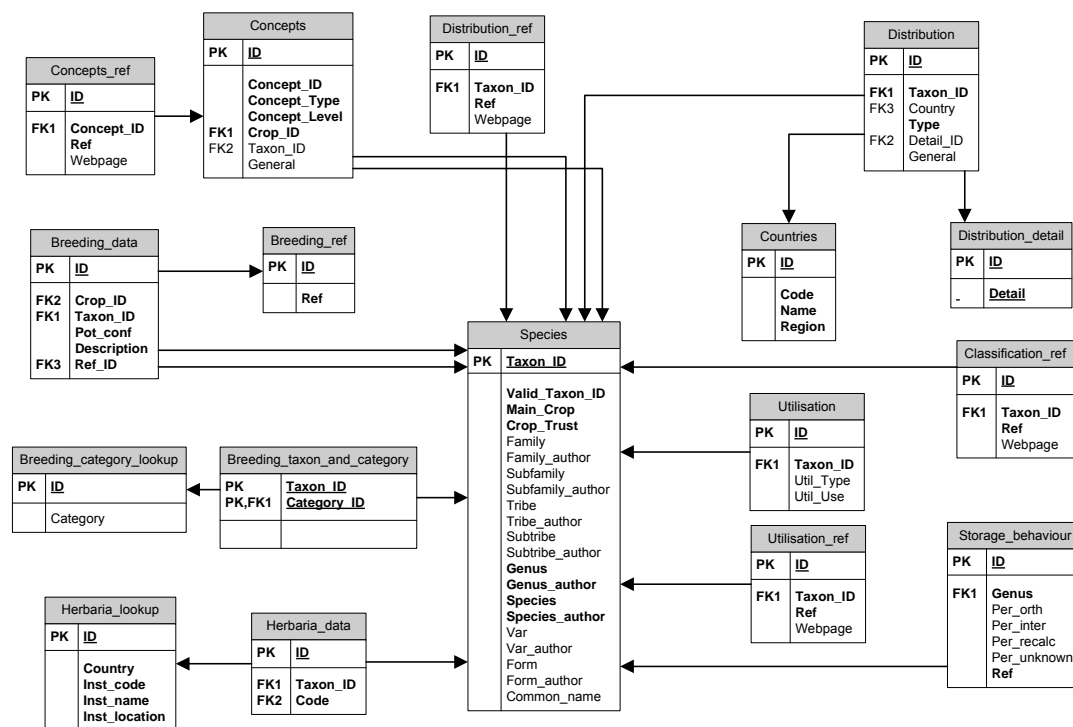 Concepts_ref
PK ID
FK1 Concept_ID
Ref
Webpage
Concepts
PK ID
Concept_ID
Concept_Type
Concept_Level
FK1 Crop_ID
FK2 Taxon_ID
General
Distribution_ref
PK ID
FK1 Taxon_ID
Ref
Webpage
Distribution
PK ID
FK1 Taxon_ID
FK3 Country
Type
FK2 Detail_ID
General
Breeding_data
PK ID
FK2 Crop_ID
FK1 Taxon_ID
Pot_conf
Description
FK3 Ref_ID
Breeding_ref
PK ID
Ref
Countries
PK ID
Code
Name
Region
Distribution_detail
PK ID
_ Detail
Species
PK Taxon_ID
Valid_Taxon_ID
Main_Crop
Crop_Trust
Family
Family_author
Subfamily
Subfamily_author
Tribe
Tribe_author
Subtribe
Subtribe_author
Genus
Genus_author
Species
Species_author
Var
Var_author
Form
Form_author
Common_name
Classification_ref
PK ID
FK1 Taxon_ID
Ref
Webpage
Utilisation
PK ID
FK1 Taxon_ID
Util_Type
Util_Use
Breeding_category_lookup
PK ID
Category
Breeding_taxon_and_category
PK Taxon_ID
PK,FK1 Category_ID
Utilisation_ref
PK ID
FK1 Taxon_ID
Ref
Webpage
Storage_behaviour
PK ID
FK1 Genus
Per_orth
Per_inter
Per_recalc
Per_unknown
Ref
Herbaria_lookup
PK ID
Country
Inst_code
Inst_name
Inst_location
Herbaria_data
PK ID
FK1 Taxon_ID
FK2 Code